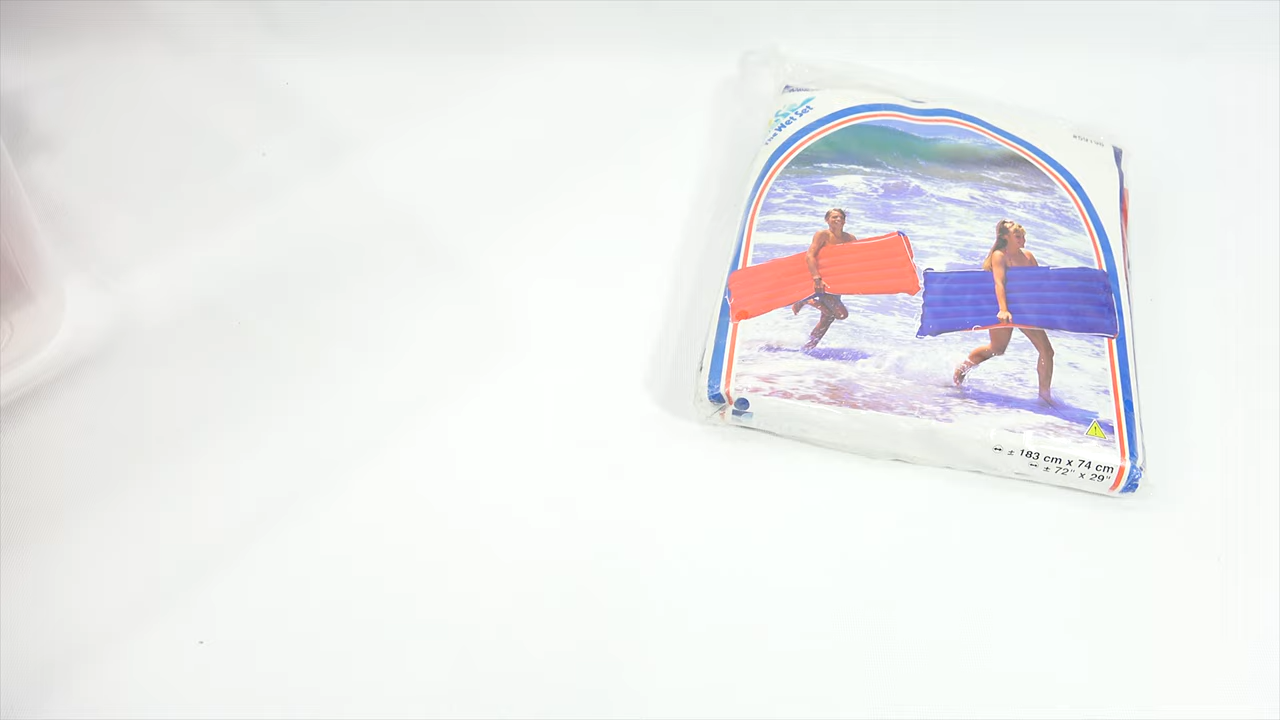 The Wet Set
± 183 cm x 74 cm
± 72" x 29"